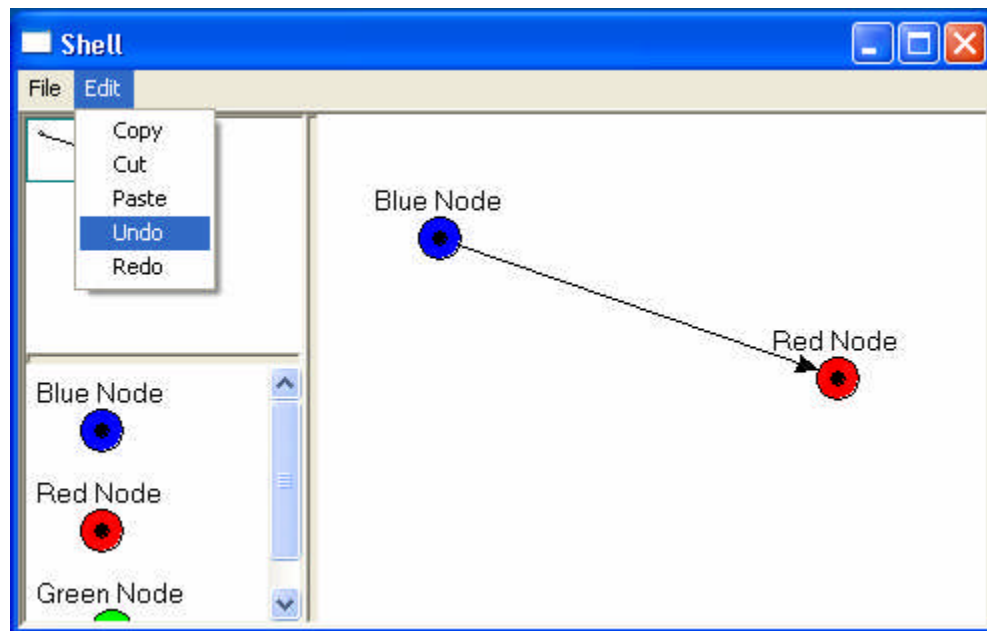 Shell
File Edit
Copy
Cut
Paste
Undo
Redo
Blue Node
Red Node
Blue Node
Red Node
Green Node